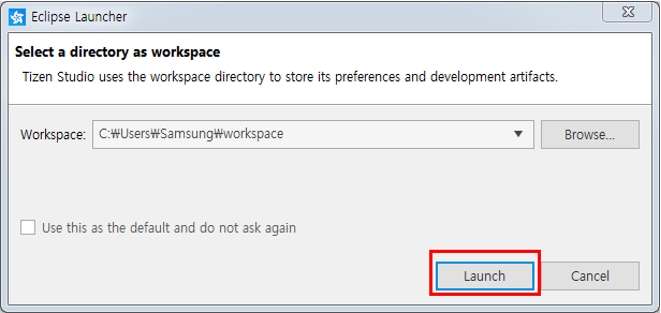 Eclipse Launcher
Select a directory as workspace
Tizen Studio uses the workspace directory to store its preferences and development artifacts.
Workspace: C:₩Users₩Samsung₩workspace Browse...
Use this as the default and do not ask again
Launch Cancel